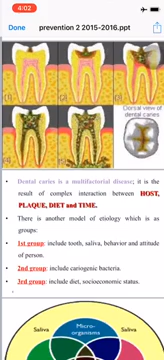 4:02
Done
prevention 2 2015-2016.ppt
Dorsal view of
dental caries
• Dental caries is a multifactorial disease; it is the
result of complex interaction between HOST,
PLAQUE, DIET and TIME.
• There is another model of etiology which is as
groups:
• 1st group: include tooth, saliva, behavior and attitude
of person.
• 2nd group: include cariogenic bacteria.
• 3rd group: include diet, socioeconomic status.
•
Saliva
Micro-
organisms
Saliva